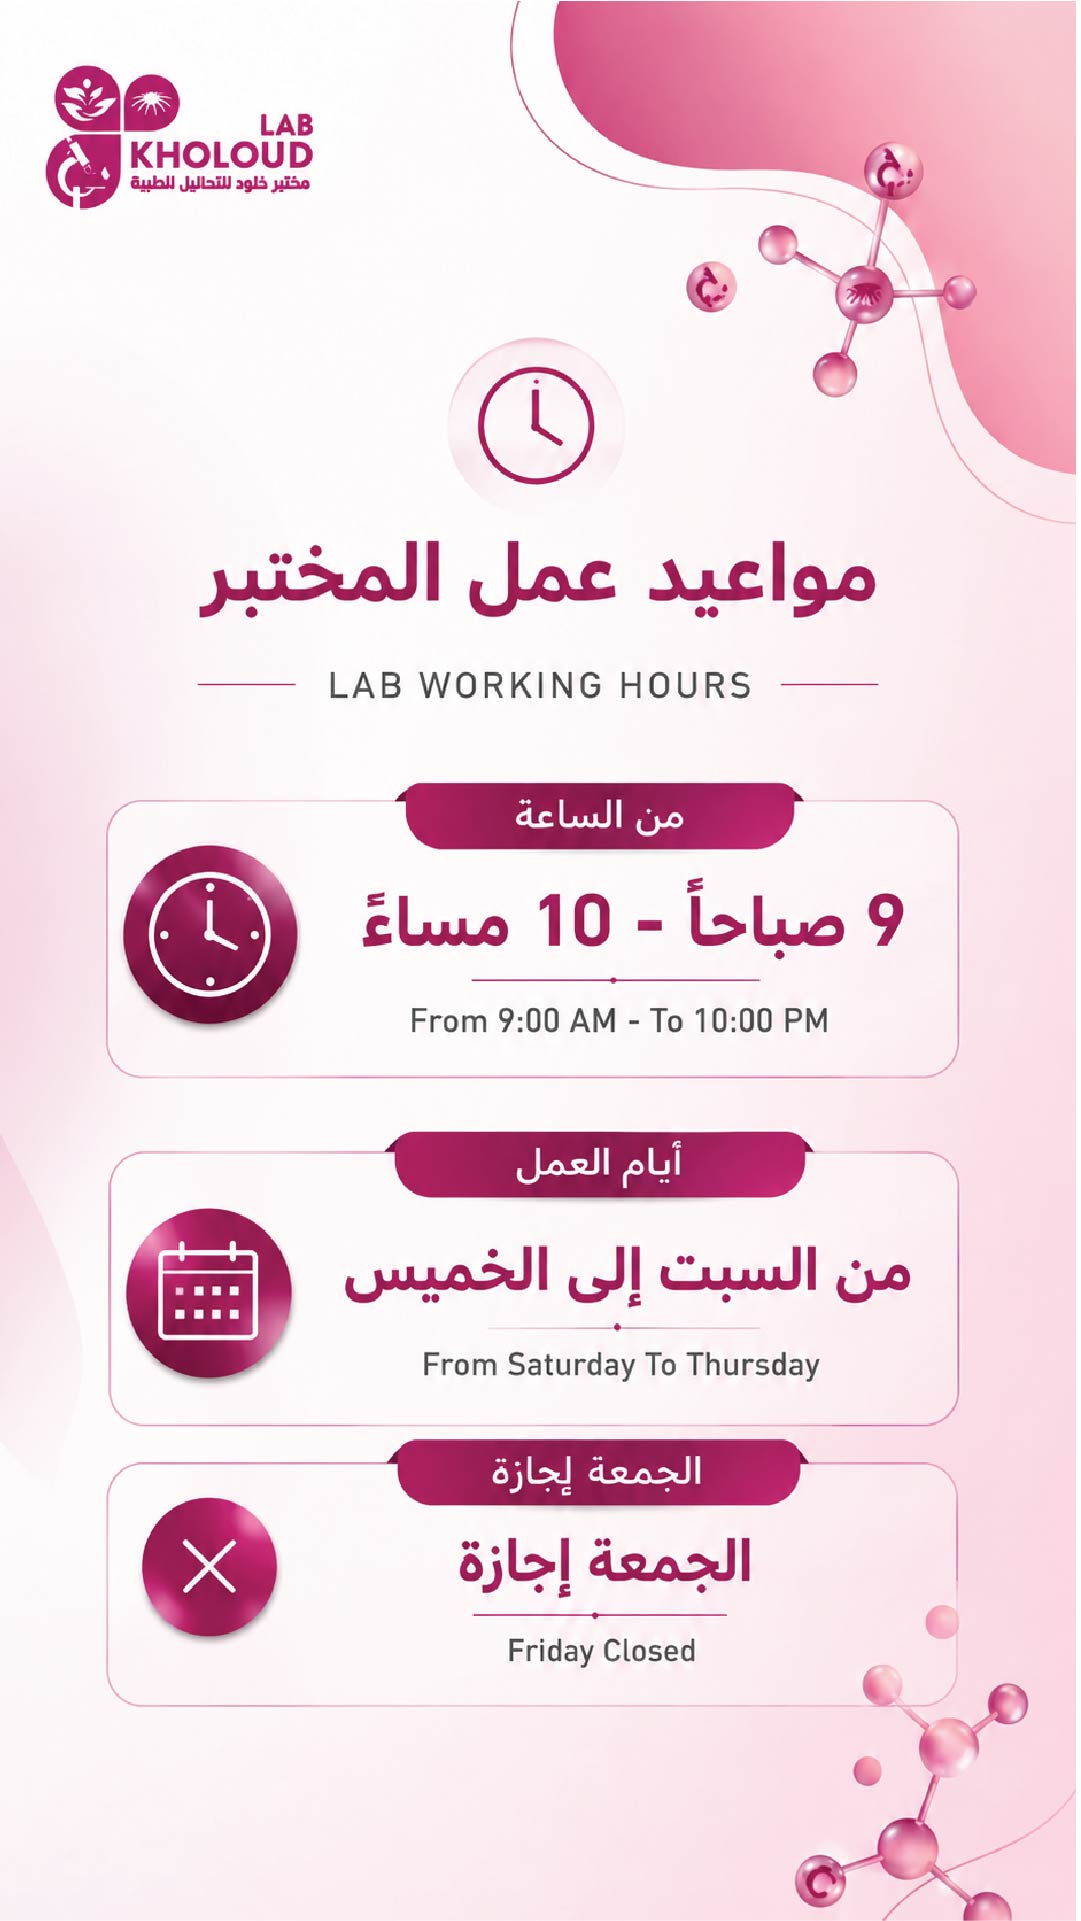 LAB
KHOLOUD
مختبر خلود للتحاليل الطبية
مواعيد عمل المختبر
LAB WORKING HOURS
من الساعة
9 صباحاً - 10 مساءً
From 9:00 AM - To 10:00 PM
أيام العمل
من السبت إلى الخميس
From Saturday To Thursday
الجمعة إجازة
الجمعة إجازة
Friday Closed